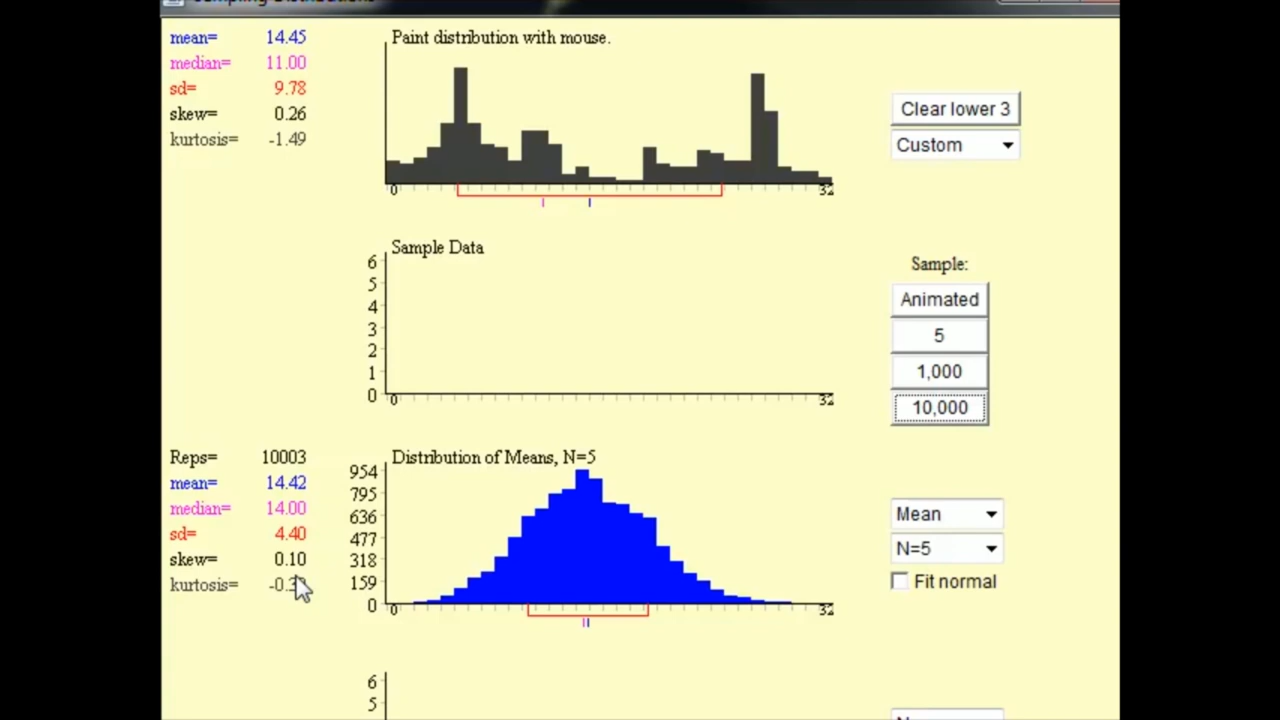 mean= 14.45
median= 11.00
sd= 9.78
skew= 0.26
kurtosis= -1.49
Paint distribution with mouse.
0 32
Clear lower 3
Custom
Sample Data
6
5
4
3
2
1
0
0 32
Sample:
Animated
5
1,000
10,000
Reps= 10003
mean= 14.42
median= 14.00
sd= 4.40
skew= 0.10
kurtosis=
Distribution of Means, N=5
954
795
636
477
318
159
0
0 32
Mean
N=5
Fit normal
6
5